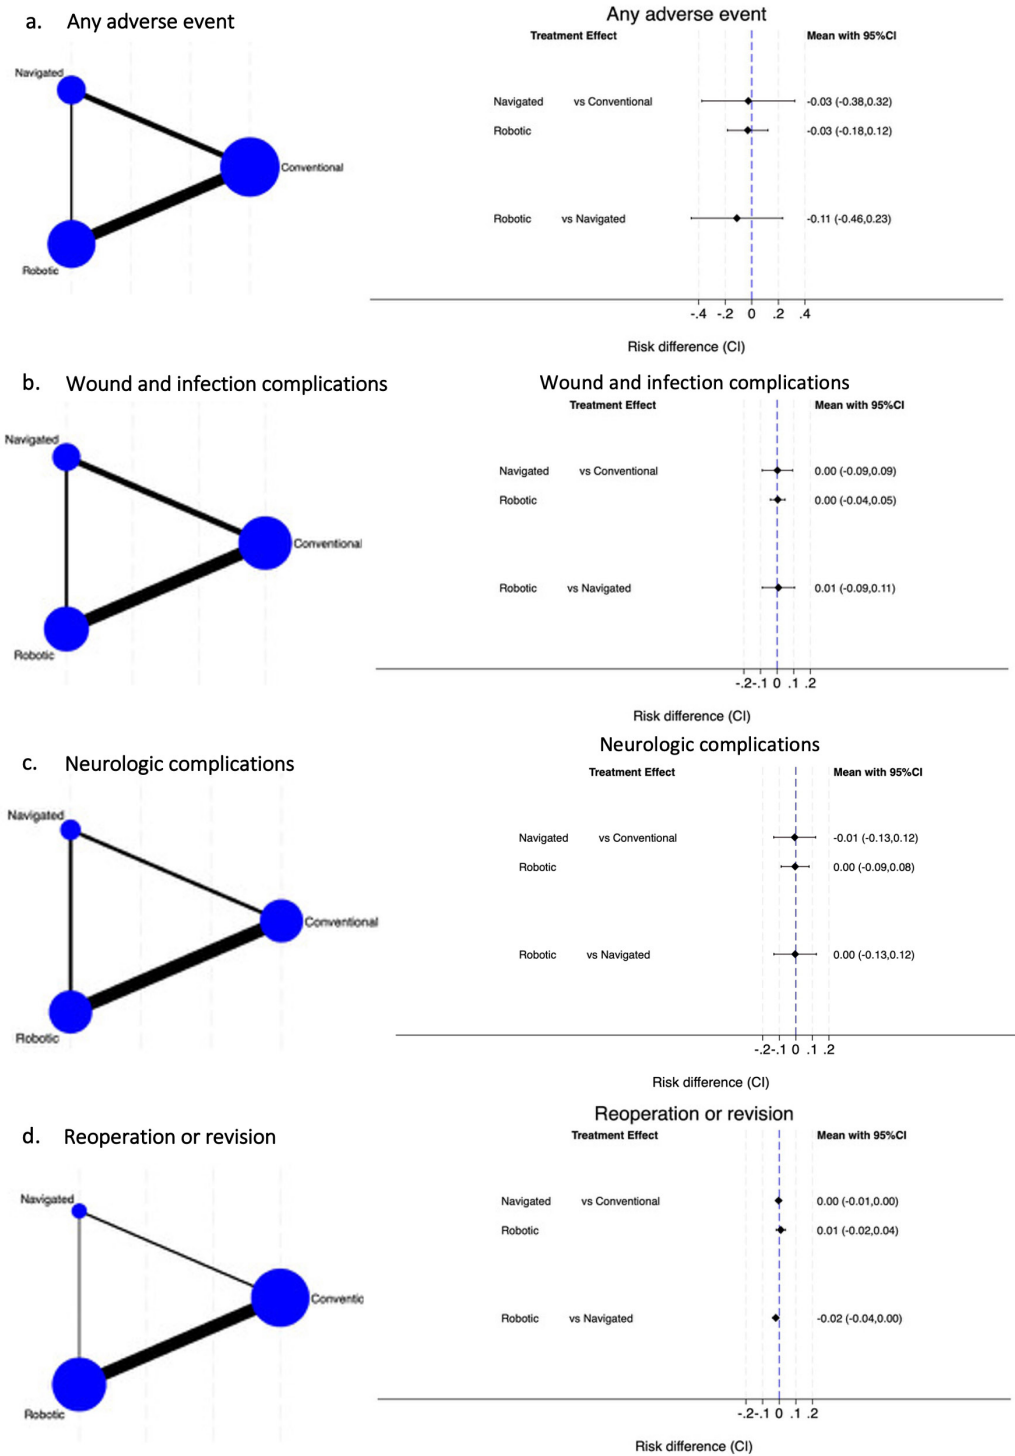 a. Any adverse event
Navigated
Conventional
Robotic
Any adverse event
Treatment Effect Mean with 95%CI
Navigated vs Conventional -0.03 (-0.38,0.32)
Robotic -0.03 (-0.18,0.12)
Robotic vs Navigated -0.11 (-0.46,0.23)
-.4 -.2 0 .2 .4
Risk difference (CI)
b. Wound and infection complications
Navigated
Conventional
Robotic
Wound and infection complications
Treatment Effect Mean with 95%CI
Navigated vs Conventional 0.00 (-0.09,0.09)
Robotic 0.00 (-0.04,0.05)
Robotic vs Navigated 0.01 (-0.09,0.11)
-.2 -.1 0 .1 .2
Risk difference (CI)
c. Neurologic complications
Navigated
Conventional
Robotic
Neurologic complications
Treatment Effect Mean with 95%CI
Navigated vs Conventional -0.01 (-0.13,0.12)
Robotic 0.00 (-0.09,0.08)
Robotic vs Navigated 0.00 (-0.13,0.12)
-.2 -.1 0 .1 .2
Risk difference (CI)
d. Reoperation or revision
Navigated
Conventic
Robotic
Reoperation or revision
Treatment Effect Mean with 95%CI
Navigated vs Conventional 0.00 (-0.01,0.00)
Robotic 0.01 (-0.02,0.04)
Robotic vs Navigated -0.02 (-0.04,0.00)
-.2 -.1 0 .1 .2
Risk difference (CI)